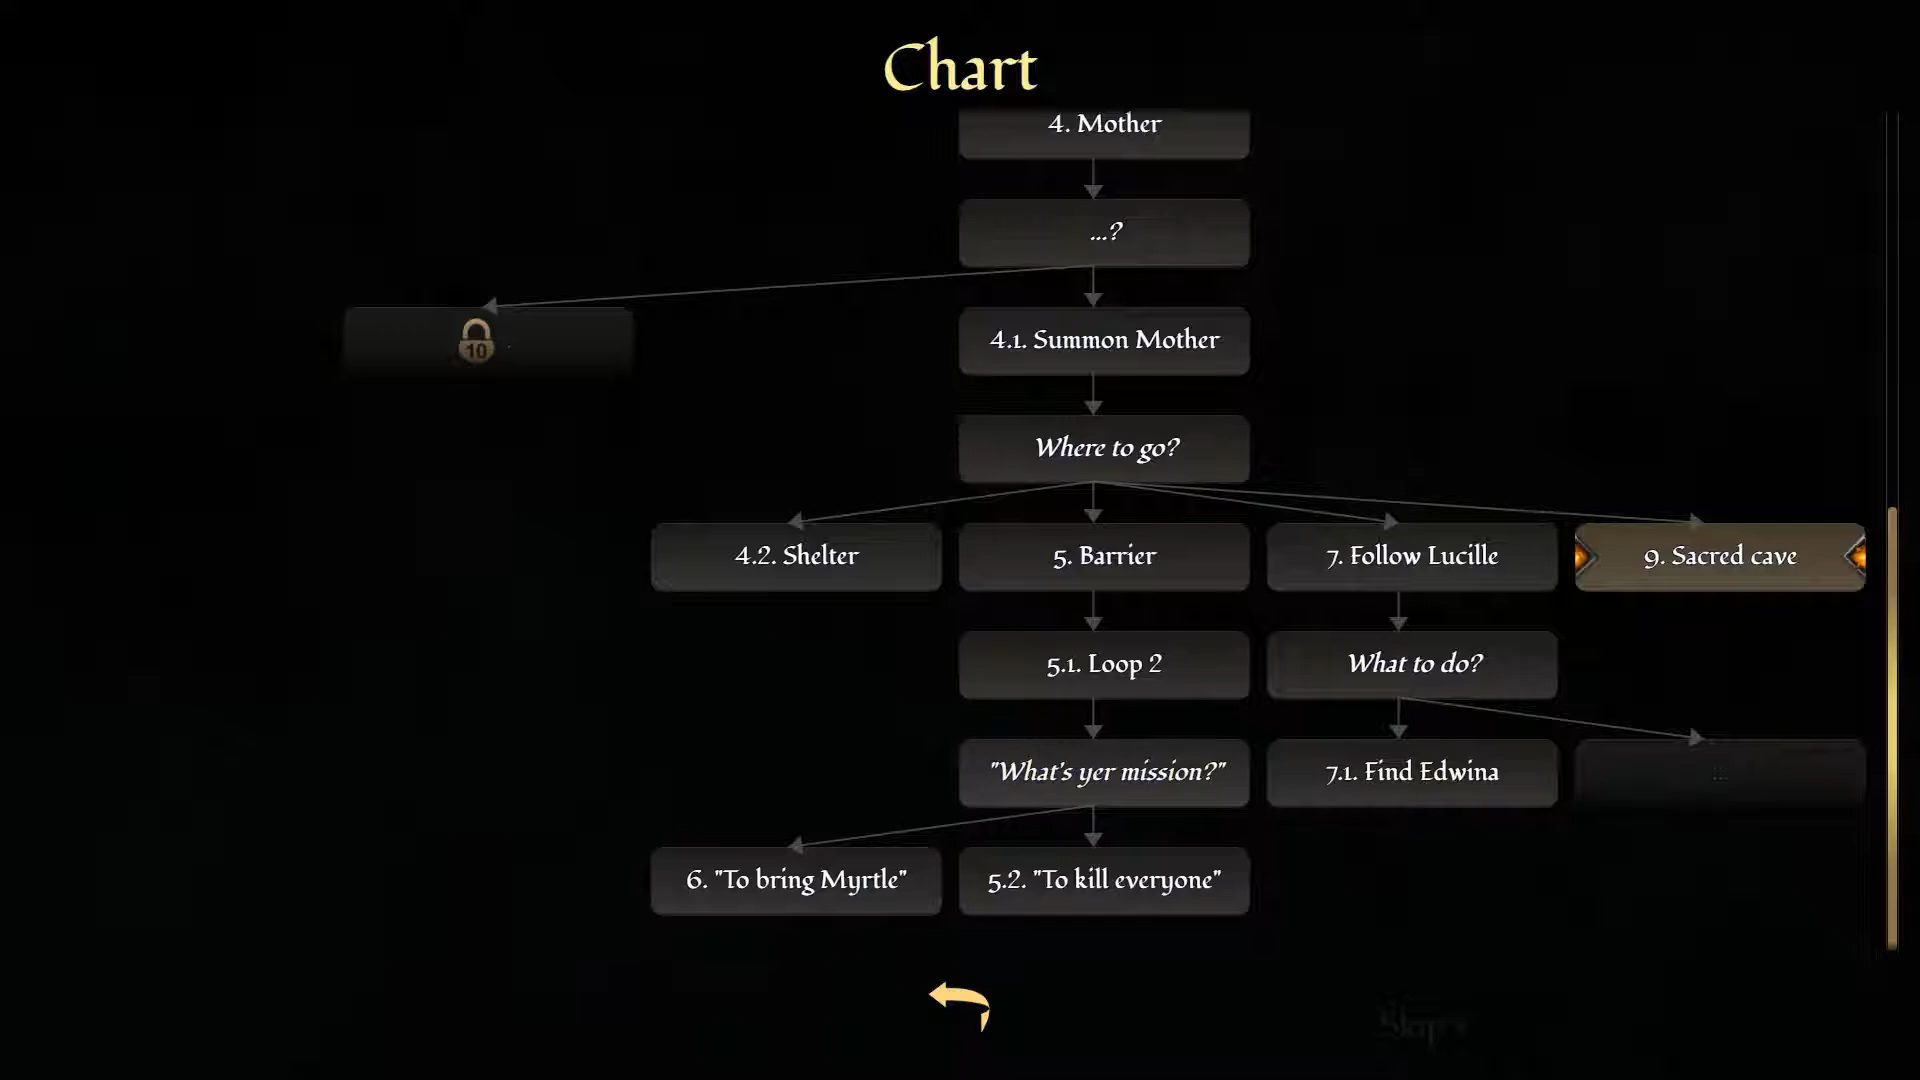 Chart
4. Mother
...?
10
4.1. Summon Mother
Where to go?
4.2. Shelter
5. Barrier
7. Follow Lucille
9. Sacred cave
5.1. Loop 2
What to do?
"What's yer mission?"
7.1. Find Edwina
...
6. "To bring Myrtle"
5.2. "To kill everyone"